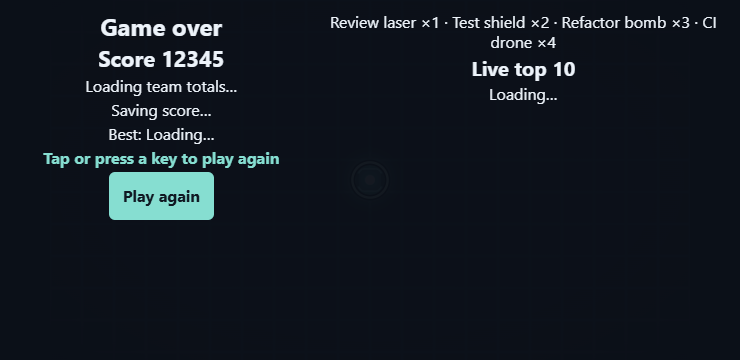 Game over
Score 12345
Loading team totals...
Saving score...
Best: Loading...
Tap or press a key to play again
Play again
Review laser ×1 · Test shield ×2 · Refactor bomb ×3 · CI
drone ×4
Live top 10
Loading...